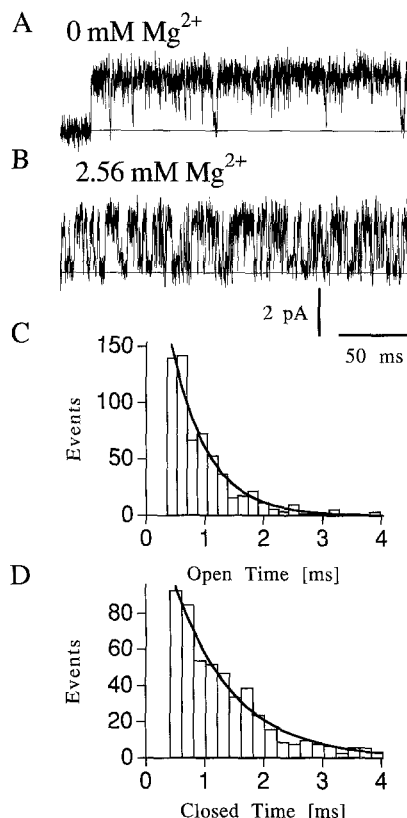 A
0 mM Mg²⁺
B
2.56 mM Mg²⁺
2 pA
50 ms
C
150
100
50
0
Events
0 1 2 3 4
Open Time [ms]
D
80
60
40
20
0
Events
0 1 2 3 4
Closed Time [ms]